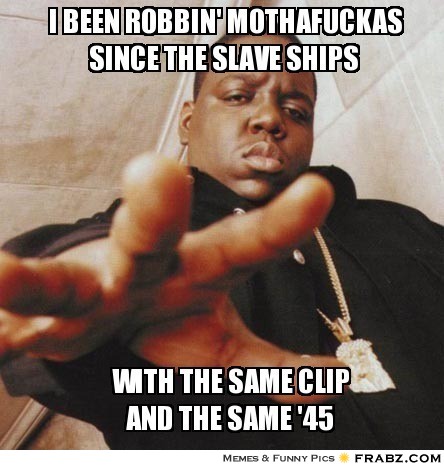 I BEEN ROBBIN' MOTHAFUCKAS
SINCE THE SLAVE SHIPS
WITH THE SAME CLIP
AND THE SAME '45
MEMES & FUNNY PICS FRABZ.COM